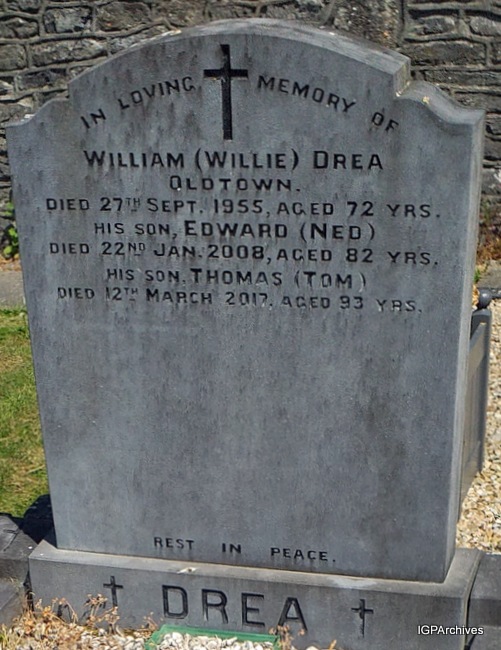 IN LOVING MEMORY OF
WILLIAM (WILLIE) DREA
OLDTOWN.
DIED 27TH SEPT. 1955, AGED 72 YRS.
HIS SON, EDWARD (NED)
DIED 22ND JAN. 2008, AGED 82 YRS.
HIS SON, THOMAS (TOM)
DIED 12TH MARCH 2017, AGED 93 YRS.
REST IN PEACE.
DREA
IGPArchives